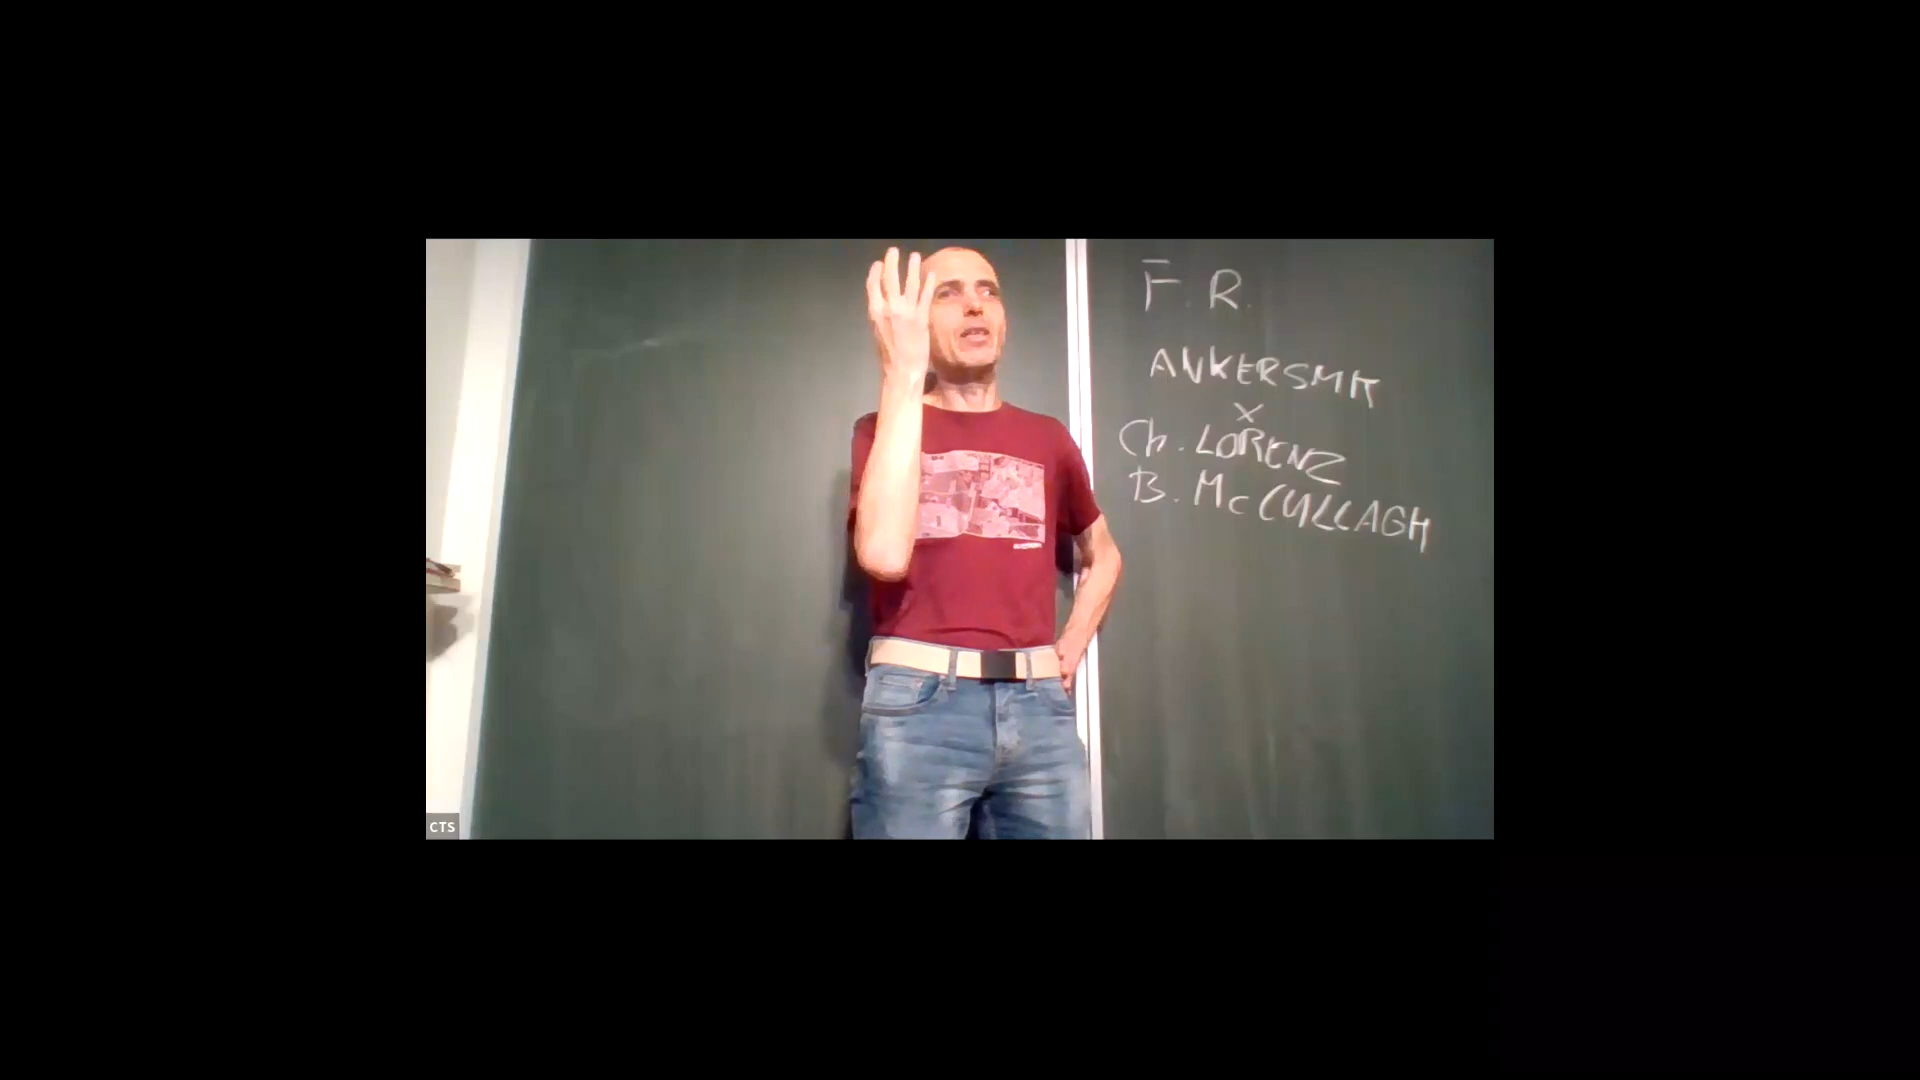 F. R.
ANKERSMIT
x
Ch. LORENZ
B. McCULLAGH
CTS